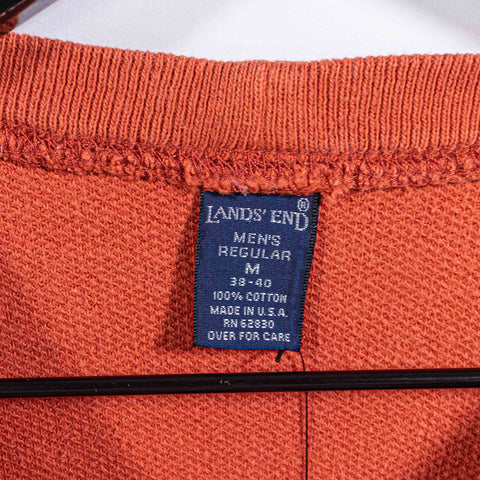 LANDS' END®
MEN'S
REGULAR
M
38-40
100% COTTON
MADE IN U.S.A.
RN 62830
OVER FOR CARE